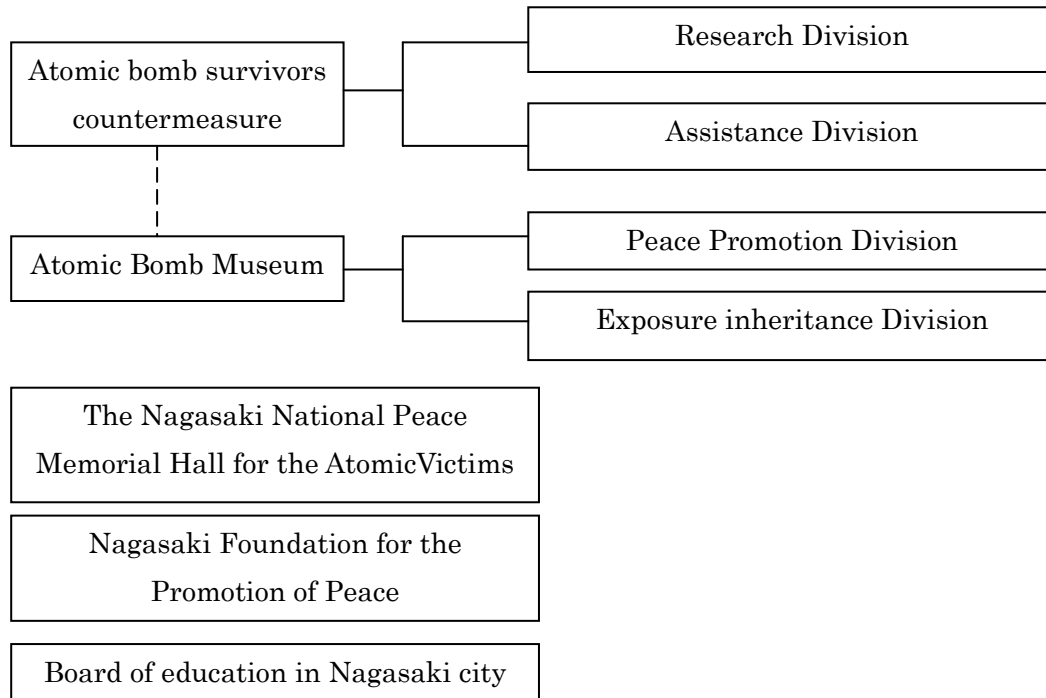 Research Division
Atomic bomb survivors
countermeasure
Assistance Division
Peace Promotion Division
Atomic Bomb Museum
Exposure inheritance Division
The Nagasaki National Peace
Memorial Hall for the AtomicVictims
Nagasaki Foundation for the
Promotion of Peace
Board of education in Nagasaki city